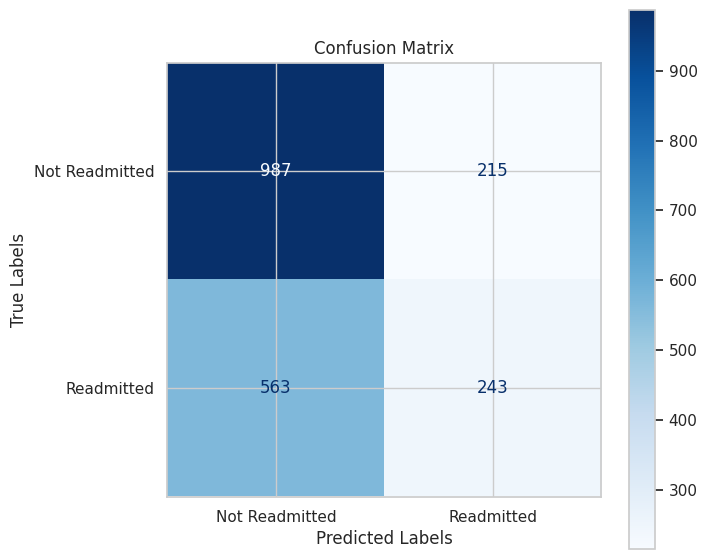 Confusion Matrix
900
800
700
600
500
400
300
True Labels
Not Readmitted
987
215
Readmitted
563
243
Not Readmitted
Readmitted
Predicted Labels